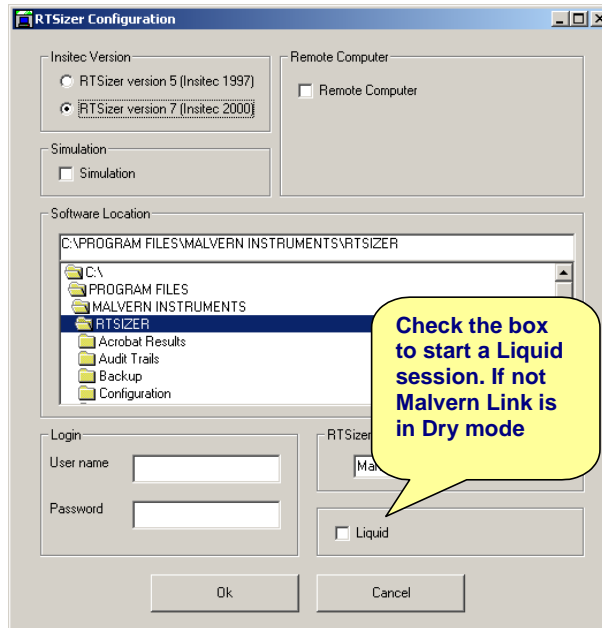 RTSizer Configuration
Insitec Version
RTSizer version 5 (Insitec 1997)
RTSizer version 7 (Insitec 2000)
Remote Computer
Remote Computer
Simulation
Simulation
Software Location
C:\PROGRAM FILES\MALVERN INSTRUMENTS\RTSIZER
C:\
PROGRAM FILES
MALVERN INSTRUMENTS
RTSIZER
Acrobat Results
Audit Trails
Backup
Configuration
Check the box
to start a Liquid
session. If not
Malvern Link is
in Dry mode
Login
User name
Password
RTSizer
Liquid
Ok
Cancel